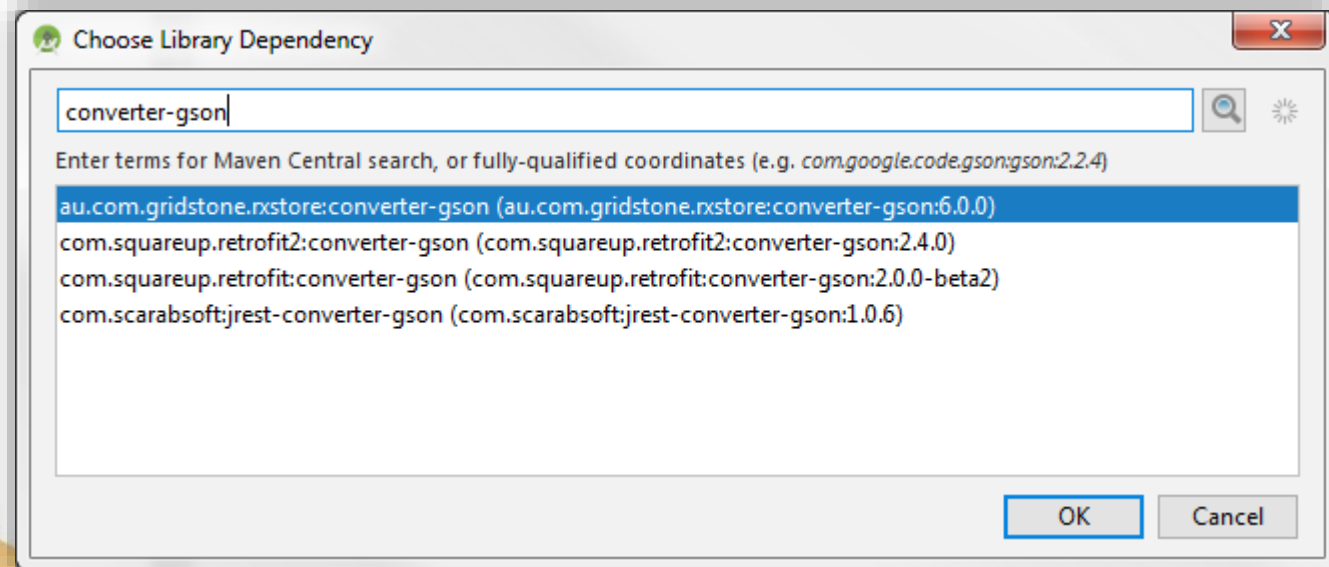 Choose Library Dependency
converter-gson
Enter terms for Maven Central search, or fully-qualified coordinates (e.g. com.google.code.gson:gson:2.2.4)
au.com.gridstone.rxstore:converter-gson (au.com.gridstone.rxstore:converter-gson:6.0.0)
com.squareup.retrofit2:converter-gson (com.squareup.retrofit2:converter-gson:2.4.0)
com.squareup.retrofit:converter-gson (com.squareup.retrofit:converter-gson:2.0.0-beta2)
com.scarabsoft:jrest-converter-gson (com.scarabsoft:jrest-converter-gson:1.0.6)
OK Cancel